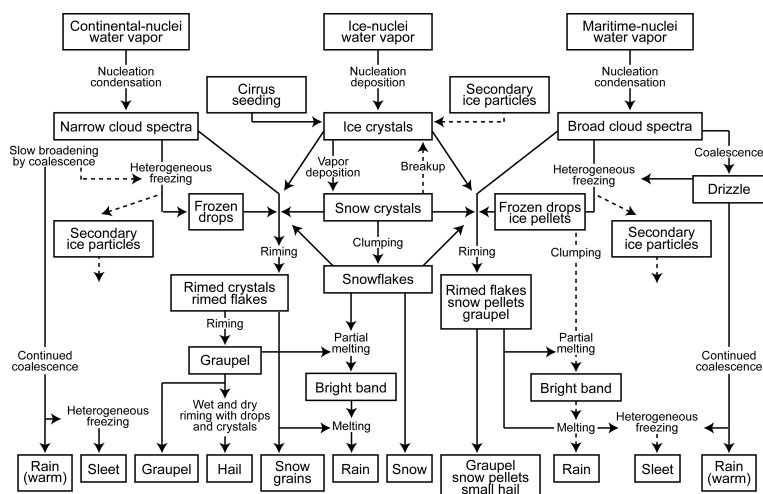 Continental-nuclei
water vapor
Ice-nuclei
water vapor
Maritime-nuclei
water vapor
Nucleation
condensation
Nucleation
deposition
Nucleation
condensation
Cirrus
seeding
Secondary
ice particles
Narrow cloud spectra
Ice crystals
Broad cloud spectra
Slow broadening
by coalescence
Heterogeneous
freezing
Vapor
deposition
Breakup
Heterogeneous
freezing
Coalescence
Drizzle
Frozen
drops
Snow crystals
Frozen drops
ice pellets
Secondary
ice particles
Secondary
ice particles
Riming
Clumping
Riming
Clumping
Snowflakes
Rimed crystals
rimed flakes
Rimed flakes
snow pellets
graupel
Riming
Graupel
Partial
melting
Partial
melting
Continued
coalescence
Continued
coalescence
Bright band
Bright band
Heterogeneous
freezing
Wet and dry
riming with drops
and crystals
Melting
Melting
Heterogeneous
freezing
Rain
(warm)
Sleet
Graupel
Hail
Snow
grains
Rain
Snow
Graupel
snow pellets
small hail
Rain
Sleet
Rain
(warm)